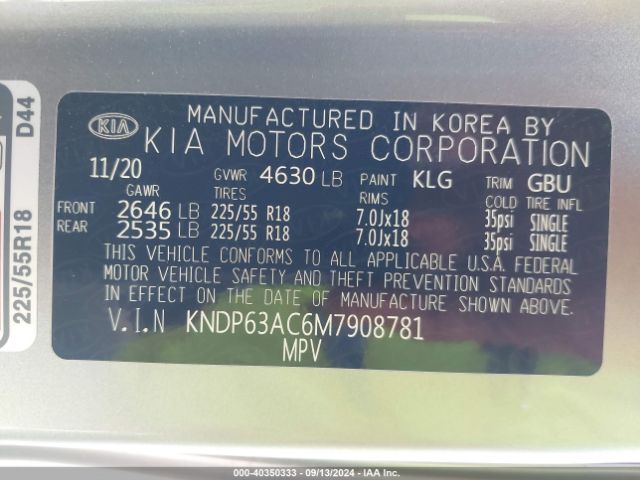 D44
225/55R18
KIA
MANUFACTURED IN KOREA BY
KIA MOTORS CORPORATION
11/20 GVWR 4630 LB PAINT KLG TRIM GBU
GAWR TIRES RIMS COLD TIRE INFL
FRONT 2646 LB 225/55 R18 7.0Jx18 35psi SINGLE
REAR 2535 LB 225/55 R18 7.0Jx18 35psi SINGLE
THIS VEHICLE CONFORMS TO ALL APPLICABLE U.S.A. FEDERAL
MOTOR VEHICLE SAFETY AND THEFT PREVENTION STANDARDS
IN EFFECT ON THE DATE OF MANUFACTURE SHOWN ABOVE.
V.I.N KNDP63AC6M7908781
MPV
000-40350333 - 09/13/2024 - IAA Inc.